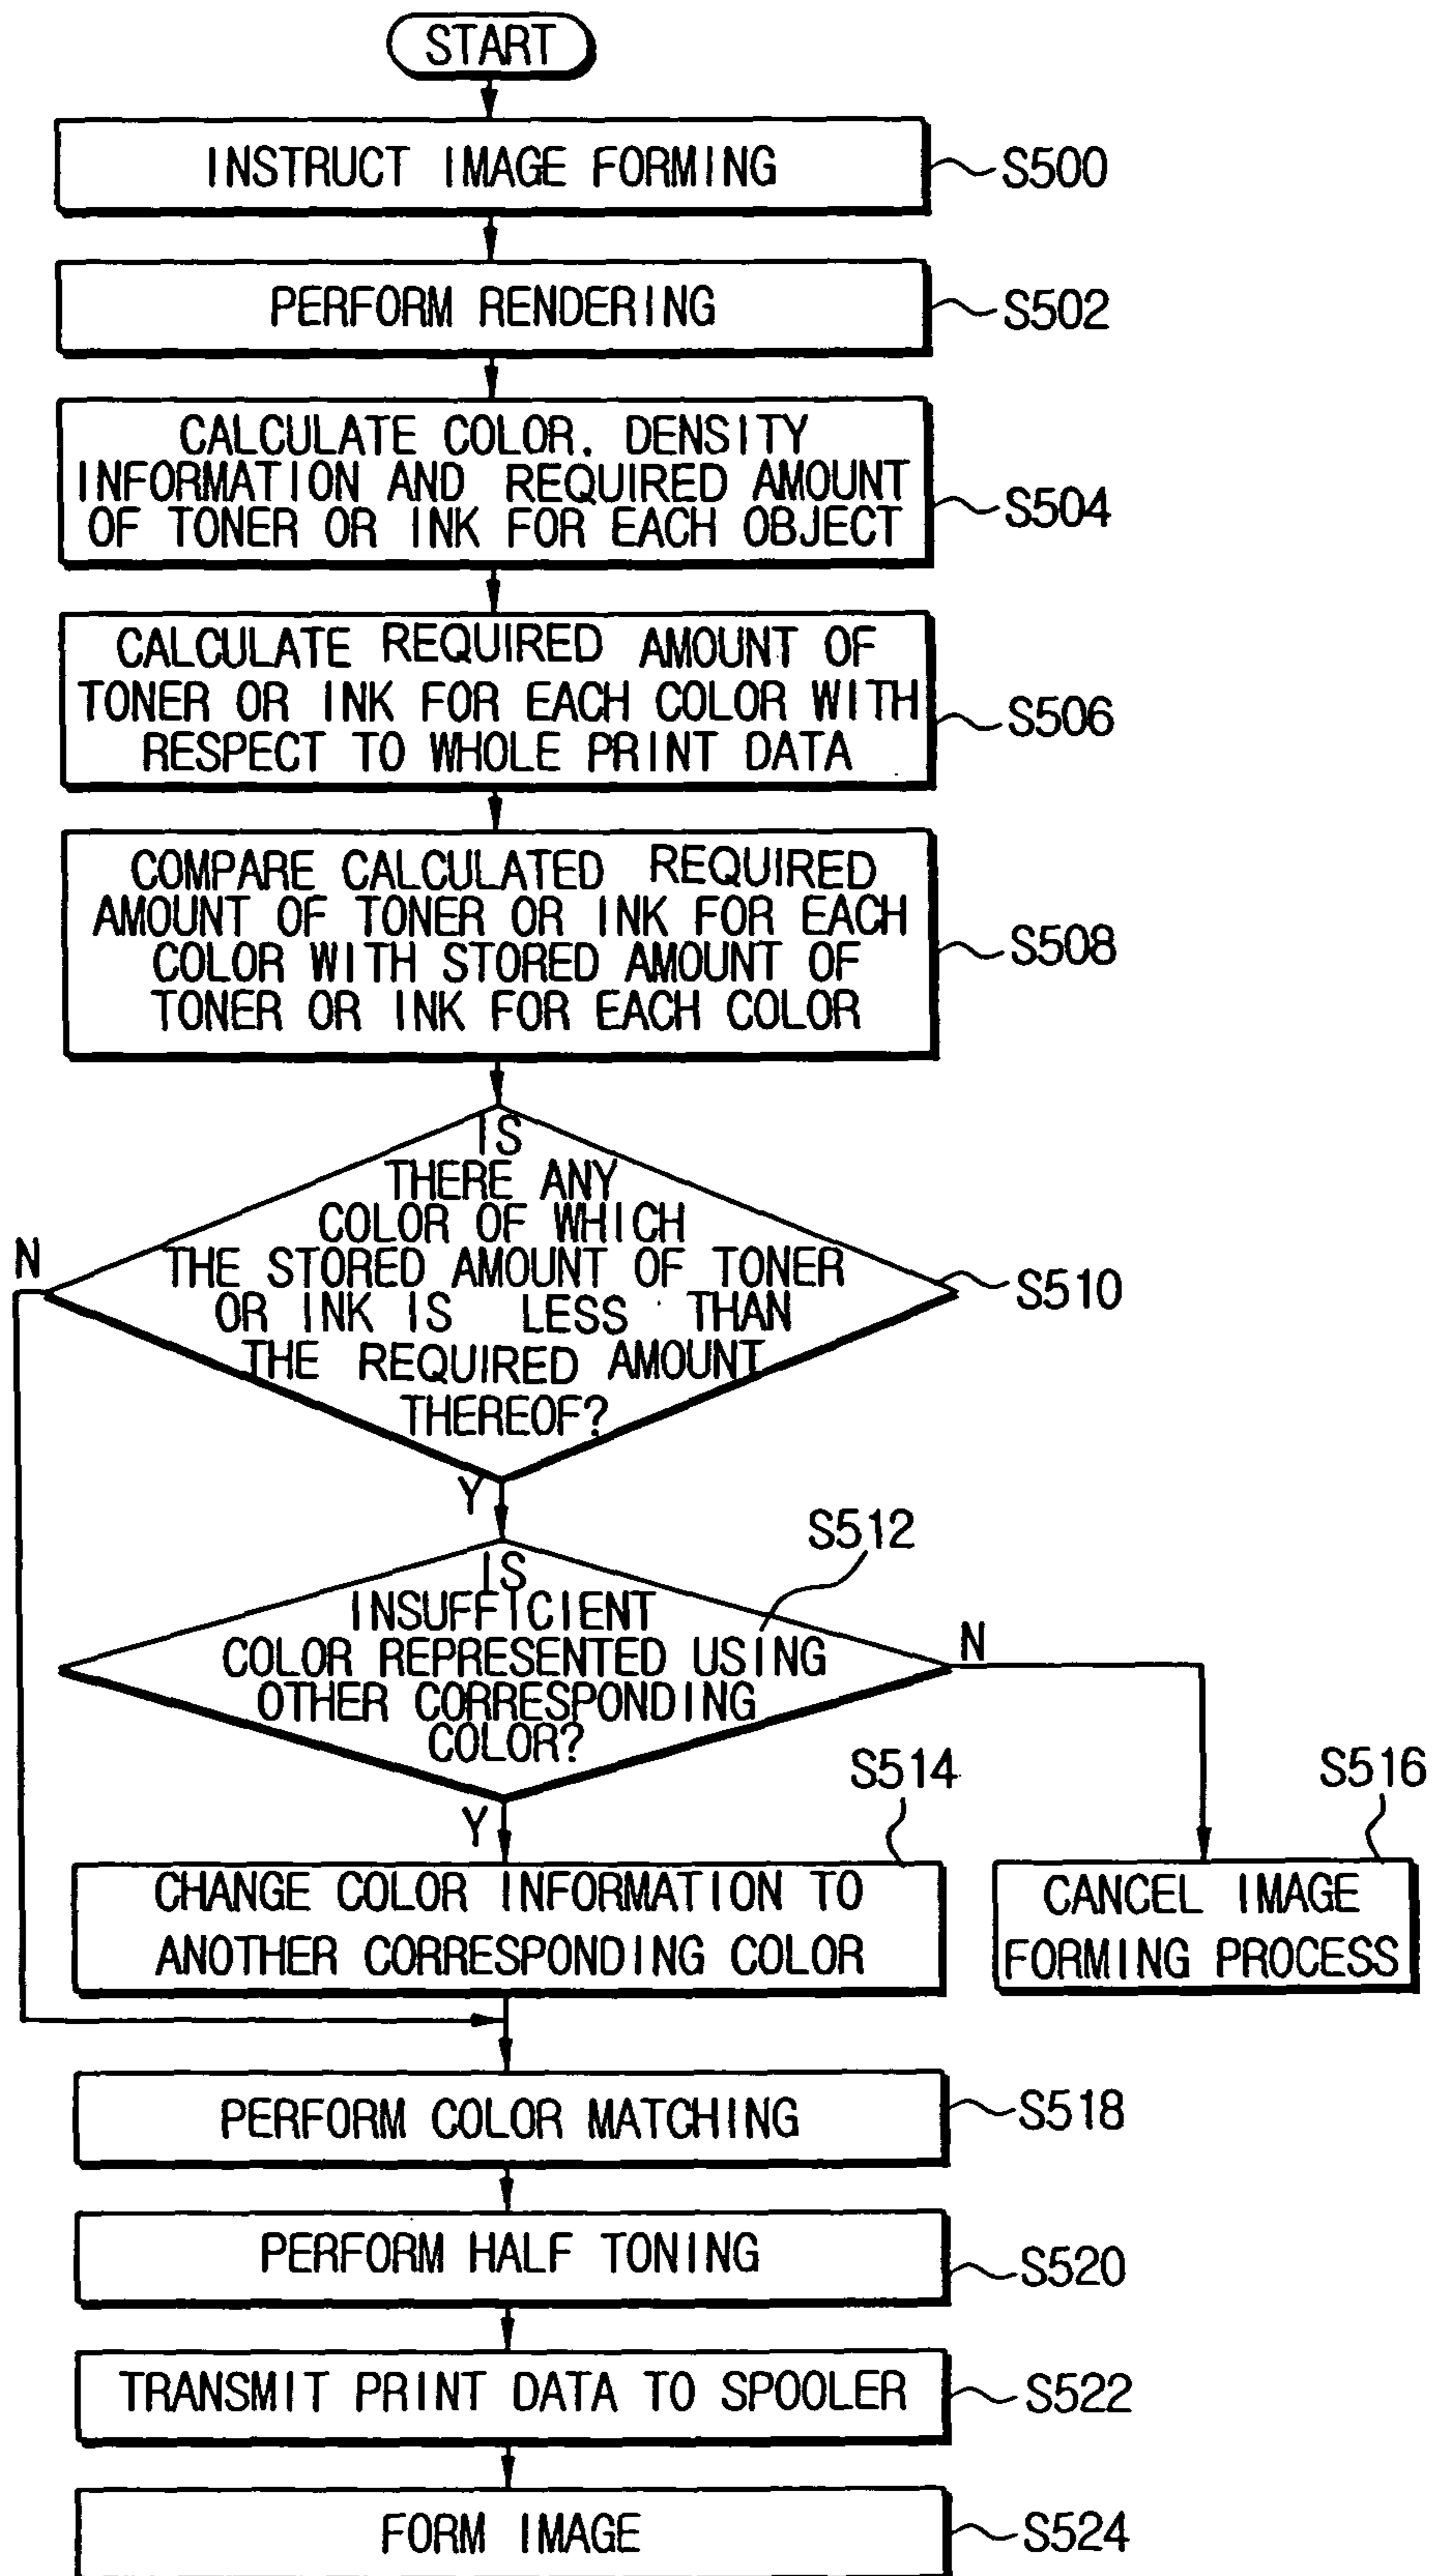 START
INSTRUCT IMAGE FORMING
S500
PERFORM RENDERING
S502
CALCULATE COLOR. DENSITY
INFORMATION AND REQUIRED AMOUNT
OF TONER OR INK FOR EACH OBJECT
S504
CALCULATE REQUIRED AMOUNT OF
TONER OR INK FOR EACH COLOR WITH
RESPECT TO WHOLE PRINT DATA
S506
COMPARE CALCULATED REQUIRED
AMOUNT OF TONER OR INK FOR EACH
COLOR WITH STORED AMOUNT OF
TONER OR INK FOR EACH COLOR
S508
IS
THERE ANY
COLOR OF WHICH
THE STORED AMOUNT OF TONER
OR INK IS LESS THAN
THE REQUIRED AMOUNT
THEREOF?
S510
N
Y
IS
INSUFFICIENT
COLOR REPRESENTED USING
OTHER CORRESPONDING
COLOR?
S512
N
Y
CHANGE COLOR INFORMATION TO
ANOTHER CORRESPONDING COLOR
S514
CANCEL IMAGE
FORMING PROCESS
S516
PERFORM COLOR MATCHING
S518
PERFORM HALF TONING
S520
TRANSMIT PRINT DATA TO SPOOLER
S522
FORM IMAGE
S524